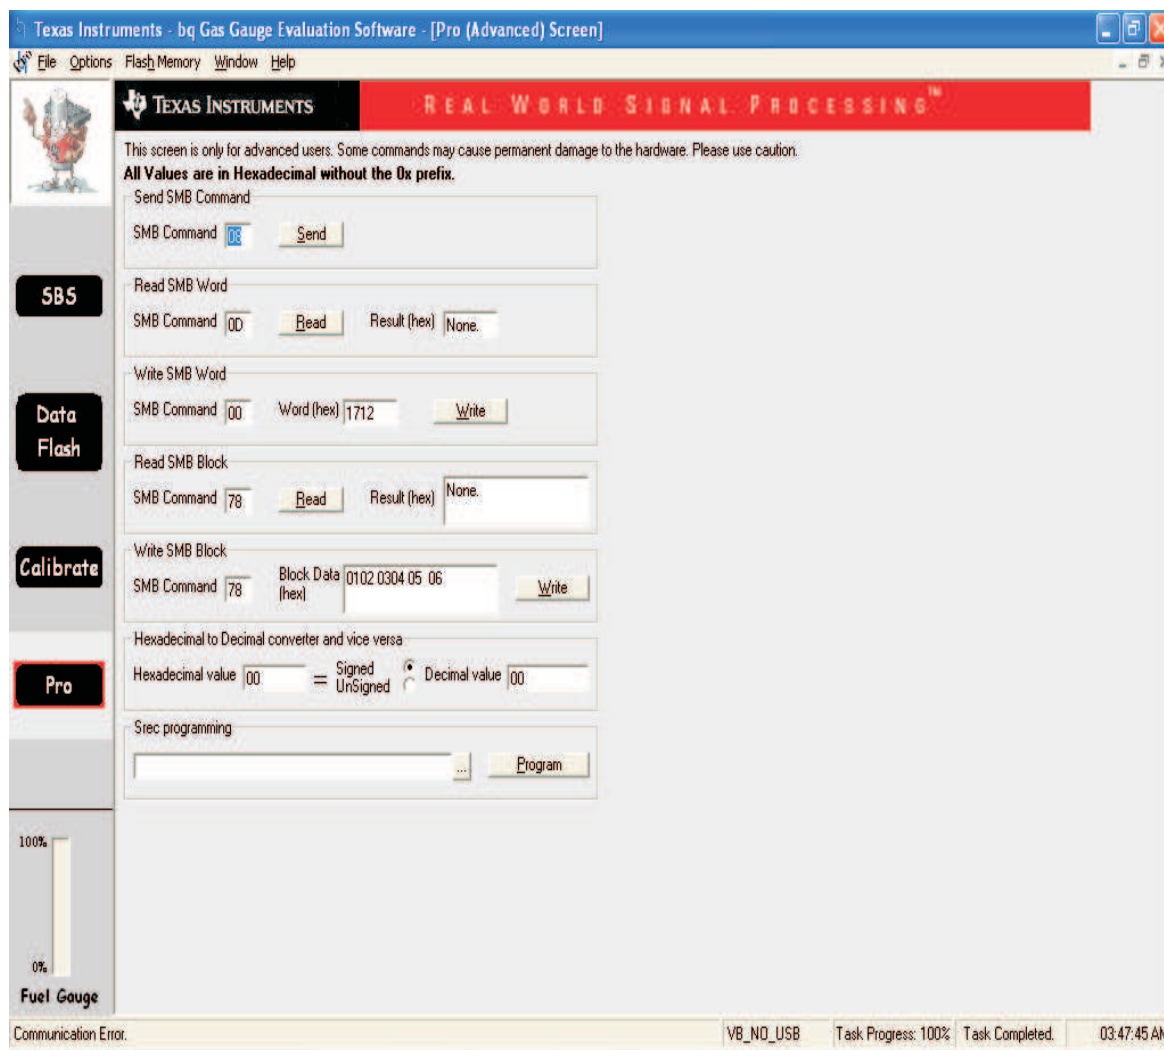 Texas Instruments - bq Gas Gauge Evaluation Software - [Pro (Advanced) Screen]
File Options Flash Memory Window Help
TEXAS INSTRUMENTS REAL WORLD SIGNAL PROCESSING™
This screen is only for advanced users. Some commands may cause permanent damage to the hardware. Please use caution.
All Values are in Hexadecimal without the 0x prefix.
Send SMB Command
SMB Command 08 Send
Read SMB Word
SMB Command 0D Read Result (hex) None.
Write SMB Word
SMB Command 00 Word (hex) 1712 Write
Read SMB Block
SMB Command 78 Read Result (hex) None.
Write SMB Block
SMB Command 78 Block Data (hex) 0102 0304 05 06 Write
Hexadecimal to Decimal converter and vice versa
Hexadecimal value 00 = Signed UnSigned Decimal value 00
Srec programming
... Program
SBS
Data
Flash
Calibrate
Pro
100%
0%
Fuel Gauge
Communication Error. VB_NO_USB Task Progress: 100% Task Completed. 03:47:45